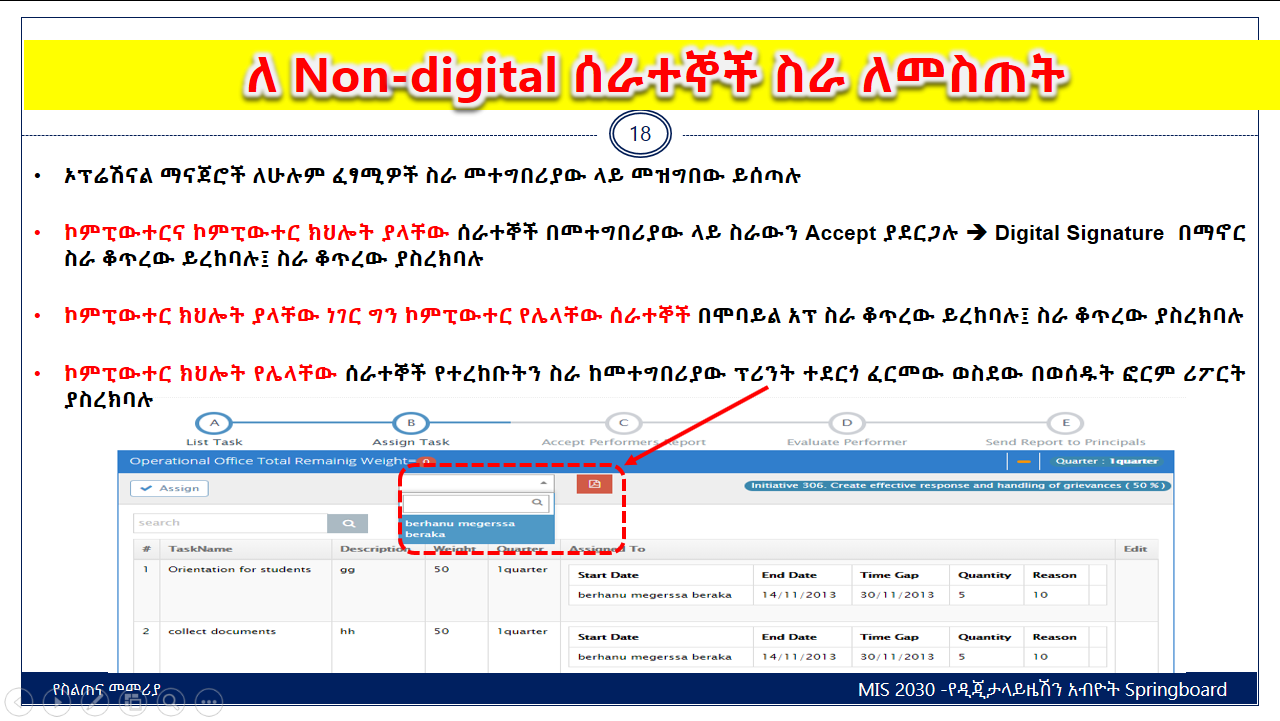 ለ Non-digital ሰራተኞች ስራ ለመስጠት
18
• ኦፕሬሽናል ማናጀሮች ለሁሉም ፈፃሚዎች ስራ መተግበሪያው ላይ መዝግበው ይሰጣሉ
• ኮምፒውተርና ኮምፒውተር ክህሎት ያላቸው ሰራተኞች በመተግበሪያው ላይ ስራውን Accept ያደርጋሉ ➔ Digital Signature በማኖር
ስራ ቆጥረው ይረከባሉ፤ ስራ ቆጥረው ያስረክባሉ
• ኮምፒውተር ክህሎት ያላቸው ነገር ግን ኮምፒውተር የሌላቸው ሰራተኞች በሞባይል አፕ ስራ ቆጥረው ይረከባሉ፤ ስራ ቆጥረው ያስረክባሉ
• ኮምፒውተር ክህሎት የሌላቸው ሰራተኞች የተረከቡትን ስራ ከመተግበሪያው ፕሪንት ተደርጎ ፈርመው ወስደው በወሰዱት ፎርም ሪፖርት
ያስረክባሉ
A B C D E
List Task Assign Task Accept Performers Report Evaluate Performer Send Report to Principals
Operational Office Total Remainig Weight= 0 Quarter : 1quarter
Assign Initiative 306. Create effective response and handling of grievances ( 50 % )
search
berhanu megerssa
beraka
# TaskName Description Weight Quarter Assigned To Edit
1 Orientation for students gg 50 1quarter
Start Date End Date Time Gap Quantity Reason
berhanu megerssa beraka 14/11/2013 30/11/2013 5 10
2 collect documents hh 50 1quarter
Start Date End Date Time Gap Quantity Reason
berhanu megerssa beraka 14/11/2013 30/11/2013 5 10
የስልጠና መመሪያ MIS 2030 -የዲጂታላይዜሽን አብዮት Springboard